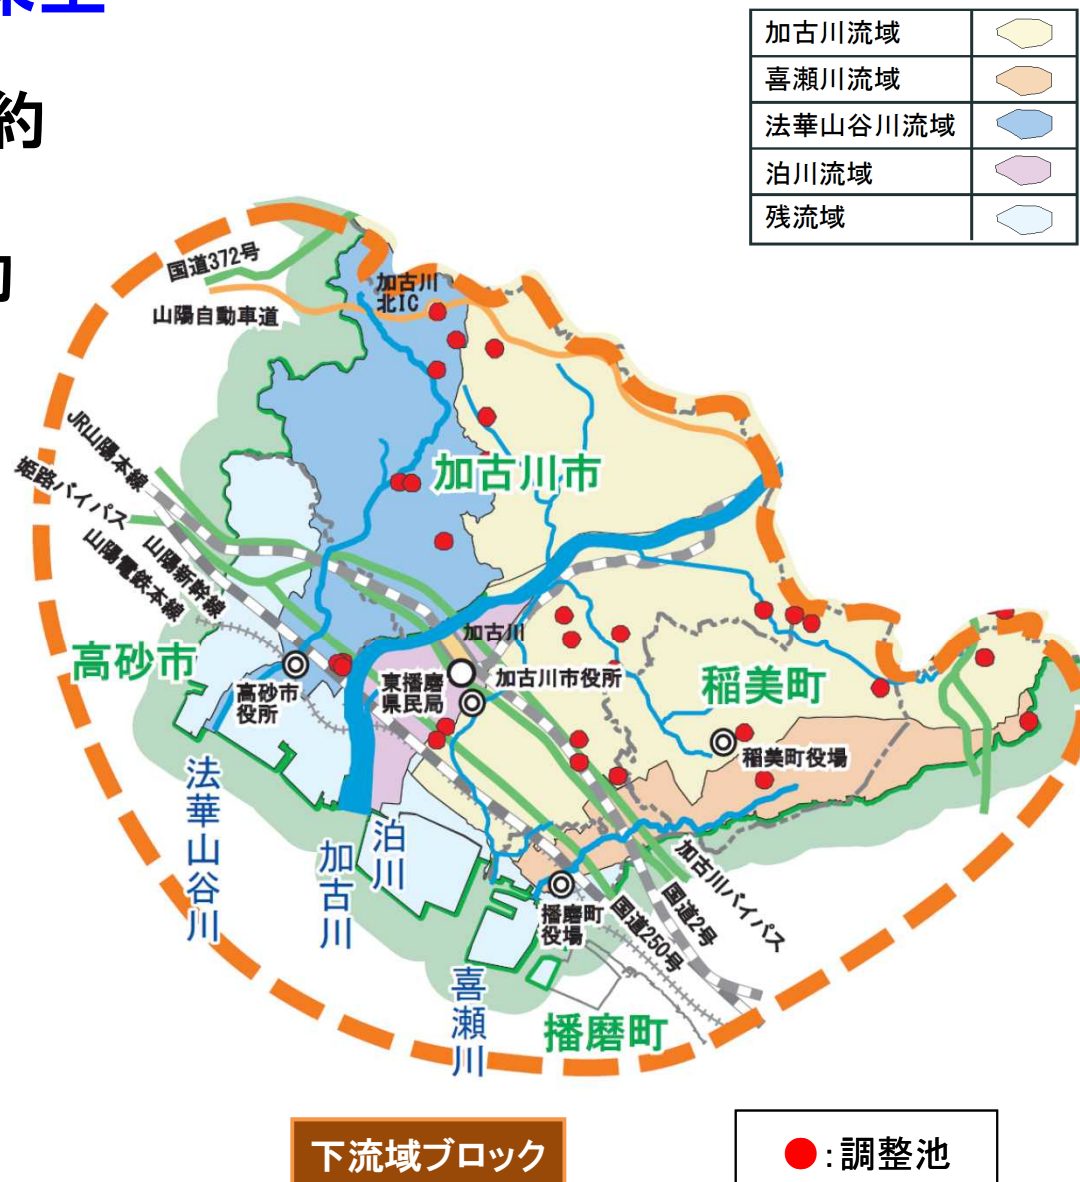 約
加古川流域
喜瀬川流域
法華山谷川流域
泊川流域
残流域
国道372号
山陽自動車道
加古川
北IC
JR山陽本線
姫路バイパス
山陽新幹線
山陽電鉄本線
加古川市
高砂市
高砂市
役所
加古川
東播磨
県民局
加古川市役所
稲美町
稲美町役場
法華山谷川
加古川
泊川
喜瀬川
播磨町
役場
播磨町
加古川バイパス
国道2号
国道250号
下流域ブロック
:調整池